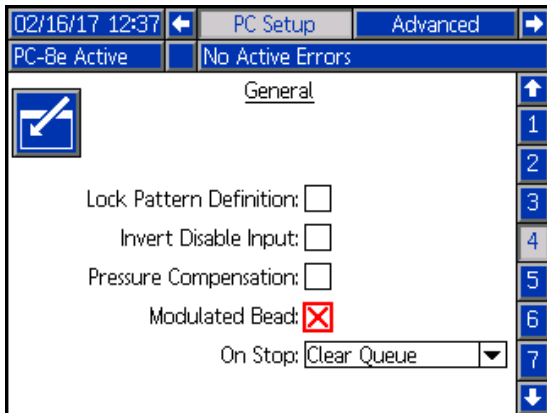 02/16/17 12:37 PC Setup Advanced
PC-8e Active No Active Errors
General
1
2
Lock Pattern Definition: 3
Invert Disable Input: 4
Pressure Compensation: 5
Modulated Bead: 6
On Stop: Clear Queue 7